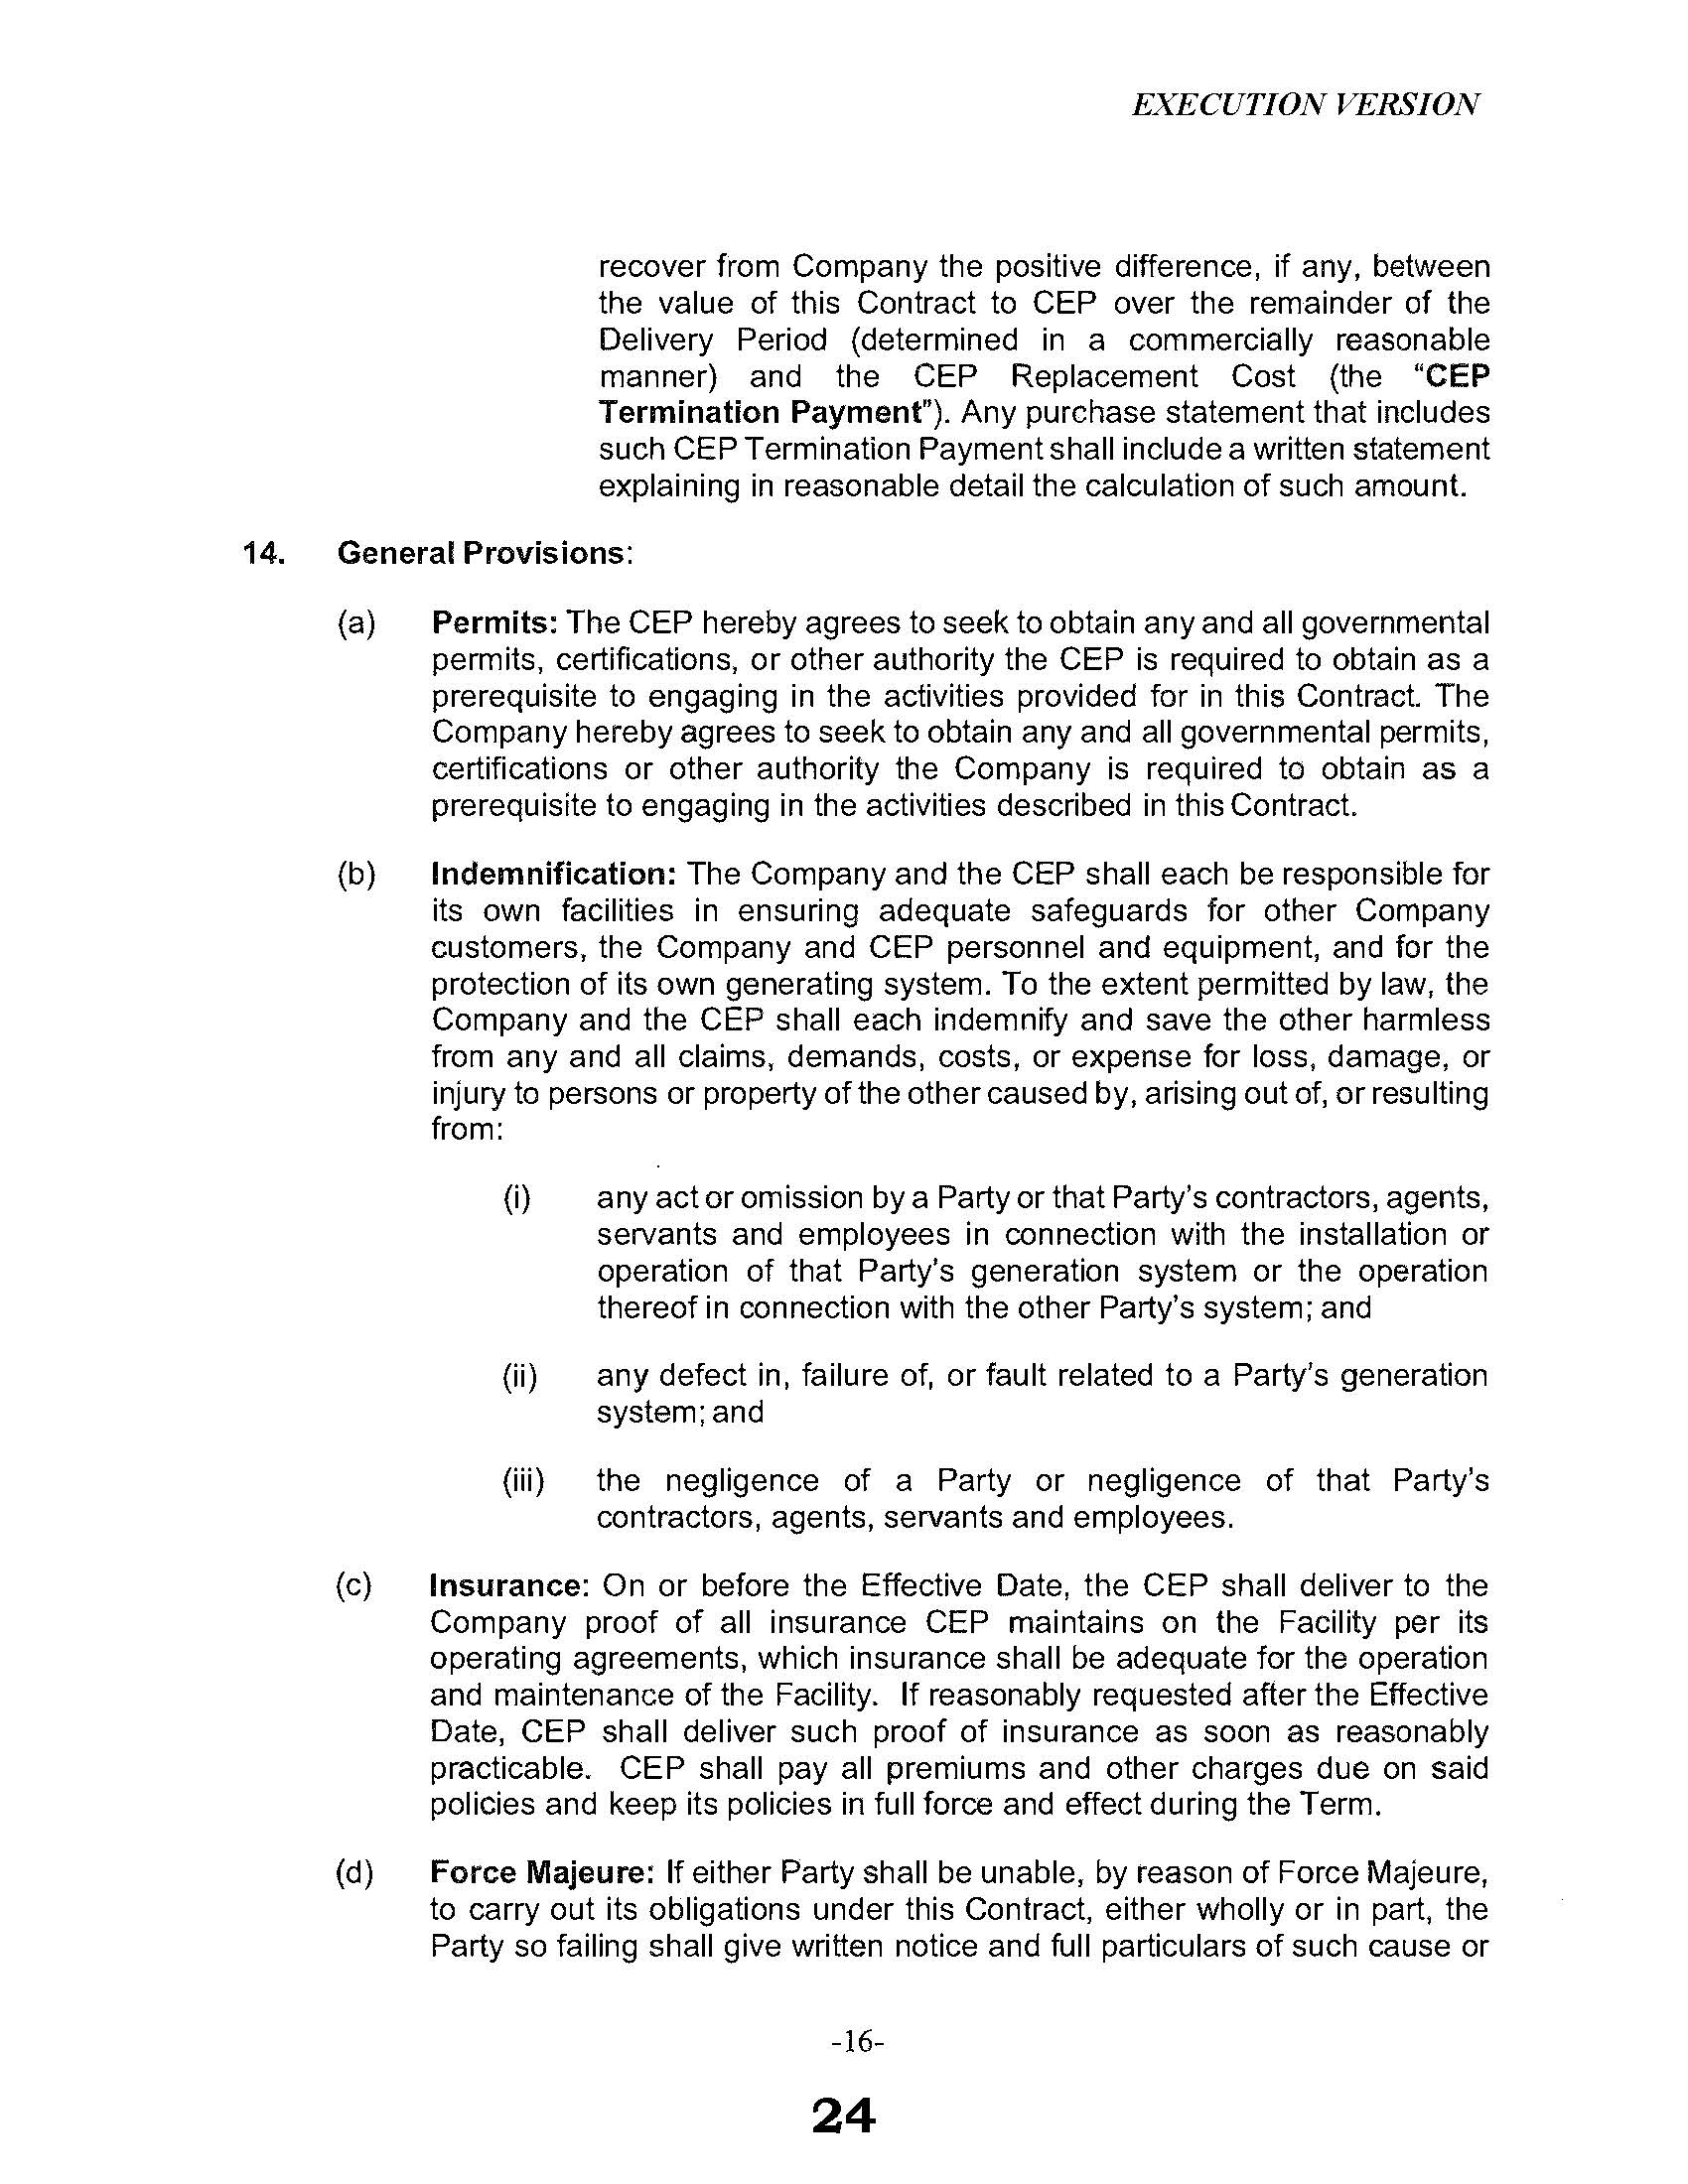 EXECUTION VERSION
recover from Company the positive difference, if any, between
the value of this Contract to CEP over the remainder of the
Delivery Period (determined in a commercially reasonable
manner) and the CEP Replacement Cost (the “CEP
Termination Payment”). Any purchase statement that includes
such CEP Termination Payment shall include a written statement
explaining in reasonable detail the calculation of such amount.
14. General Provisions:
(a) Permits: The CEP hereby agrees to seek to obtain any and all governmental
permits, certifications, or other authority the CEP is required to obtain as a
prerequisite to engaging in the activities provided for in this Contract. The
Company hereby agrees to seek to obtain any and all governmental permits,
certifications or other authority the Company is required to obtain as a
prerequisite to engaging in the activities described in this Contract.
(b) Indemnification: The Company and the CEP shall each be responsible for
its own facilities in ensuring adequate safeguards for other Company
customers, the Company and CEP personnel and equipment, and for the
protection of its own generating system. To the extent permitted by law, the
Company and the CEP shall each indemnify and save the other harmless
from any and all claims, demands, costs, or expense for loss, damage, or
injury to persons or property of the other caused by, arising out of, or resulting
from:
(i) any act or omission by a Party or that Party’s contractors, agents,
servants and employees in connection with the installation or
operation of that Party’s generation system or the operation
thereof in connection with the other Party’s system; and
(ii) any defect in, failure of, or fault related to a Party’s generation
system; and
(iii) the negligence of a Party or negligence of that Party’s
contractors, agents, servants and employees.
(c) Insurance: On or before the Effective Date, the CEP shall deliver to the
Company proof of all insurance CEP maintains on the Facility per its
operating agreements, which insurance shall be adequate for the operation
and maintenance of the Facility. If reasonably requested after the Effective
Date, CEP shall deliver such proof of insurance as soon as reasonably
practicable. CEP shall pay all premiums and other charges due on said
policies and keep its policies in full force and effect during the Term.
(d) Force Majeure: If either Party shall be unable, by reason of Force Majeure,
to carry out its obligations under this Contract, either wholly or in part, the
Party so failing shall give written notice and full particulars of such cause or
-16-
24